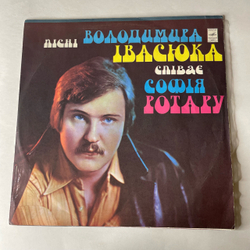 ПІСНІ
ВОЛОДИМИРА
ІВАСЮКА
СПІВАЄ
СОФІЯ
РОТАРУ